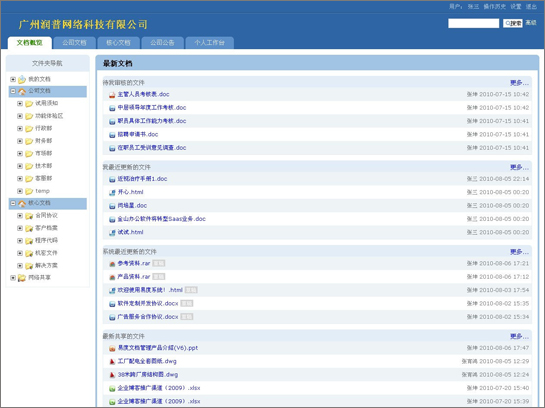 用户: 张三 操作历史 设置 退出
广州润普网络科技有限公司
搜索 高级
文档概览 公司文档 核心文档 公司公告 个人工作台
文件夹导航
我的文档
公司文档
试用须知
功能体验区
行政部
财务部
市场部
技术部
客服部
temp
核心文档
合同协议
客户档案
程序代码
机密文件
解决方案
网络共享
最新文档
待我审核的文件 更多...
主管人员考核表.doc 张坤 2010-07-15 10:42
中层领导年度工作考核.doc 张坤 2010-07-15 10:42
职员具体工作能力考核.doc 张坤 2010-07-15 10:41
招聘申请书.doc 张坤 2010-07-15 10:41
在职员工受训意见调查.doc 张坤 2010-07-15 10:41
我最近更新的文件 更多...
近视治疗手册1.doc 张三 2010-08-05 22:14
开心.html 张三 2010-08-05 00:20
同场星.doc 张三 2010-08-05 00:20
金山办公软件将转型Saas业务.doc 张三 2010-08-05 00:20
试试.html 张三 2010-08-05 00:20
系统最近更新的文件 更多...
参考资料.rar 张坤 2010-08-06 17:21
产品资料.rar 张坤 2010-08-06 17:12
欢迎使用易度系统! .html 张坤 2010-08-03 17:54
软件定制开发协议.docx 张坤 2010-08-02 15:35
广告服务合作协议.docx 张坤 2010-08-02 15:34
最新共享的文件 更多...
易度文档管理产品介绍(V6).ppt 张坤 2010-08-06 17:47
工厂配电全套图纸.dwg 2010-08-05 12:29
38米跨厂房结构图.dwg 2010-08-05 12:24
企业博客推广渠道（2009）.xlsx 张坤 2010-07-20 15:40
企业博客推广渠道（2009）.xlsx 张坤 2010-07-20 15:39